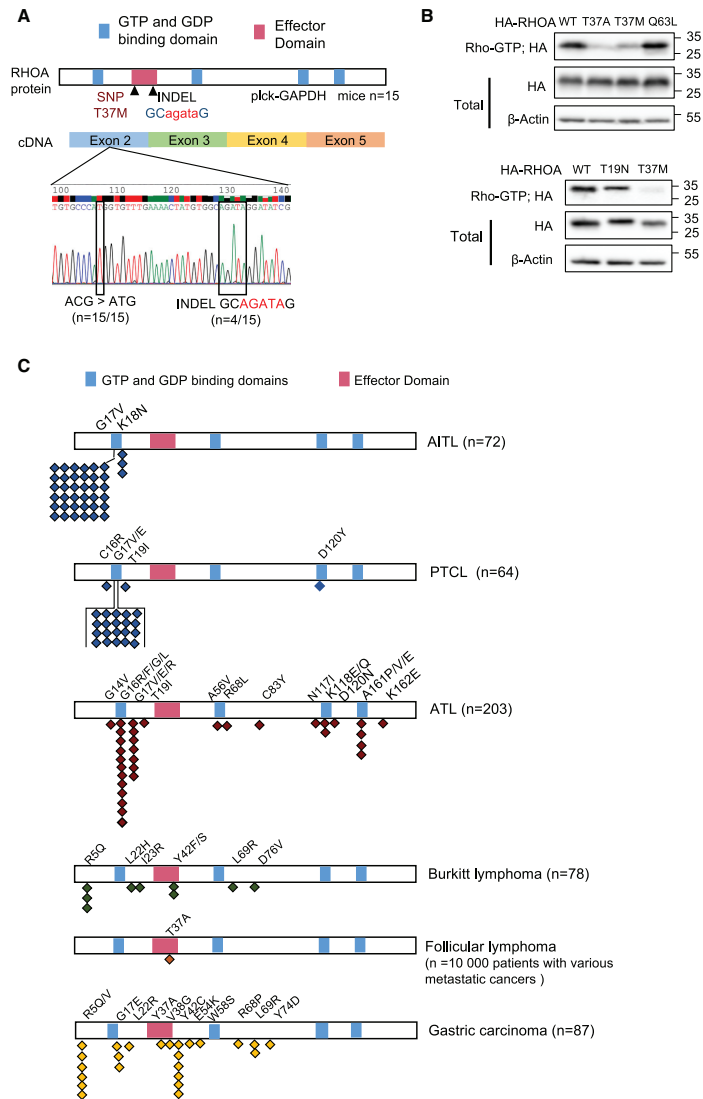 A
GTP and GDP
binding domain
Effector
Domain
RHOA
protein
SNP
T37M
INDEL
GCagataG
plck-GAPDH mice n=15
cDNA
Exon 2
Exon 3
Exon 4
Exon 5
100 110 120 130 140
TGTGCCCATGGTGTTTGAAAACTATGTGGCAGATAGGATATCG
ACG > ATG
(n=15/15)
INDEL GCAGATAG
(n=4/15)
B
HA-RHOA WT T37A T37M Q63L
Rho-GTP; HA
35
25
Total
HA
35
25
β-Actin
55
HA-RHOA WT T19N T37M
Rho-GTP; HA
35
25
Total
HA
35
25
β-Actin
55
C
GTP and GDP binding domains
Effector Domain
G17V
K18N
AITL (n=72)
C16R
G17V/E
T19I
D120Y
PTCL (n=64)
G14V
G16R/F/G/L
G17V/E/R
T19I
A56V
R68L
C83Y
N117I
K118E/Q
D120N
A161P/V/E
K162E
ATL (n=203)
R5Q
L22H
I23R
Y42F/S
L69R
D76V
Burkitt lymphoma (n=78)
T37A
Follicular lymphoma
(n =10 000 patients with various
metastatic cancers )
R5Q/V
G17E
L22R
Y37A
V38G
Y42C
E54K
W58S
R68P
L69R
Y74D
Gastric carcinoma (n=87)